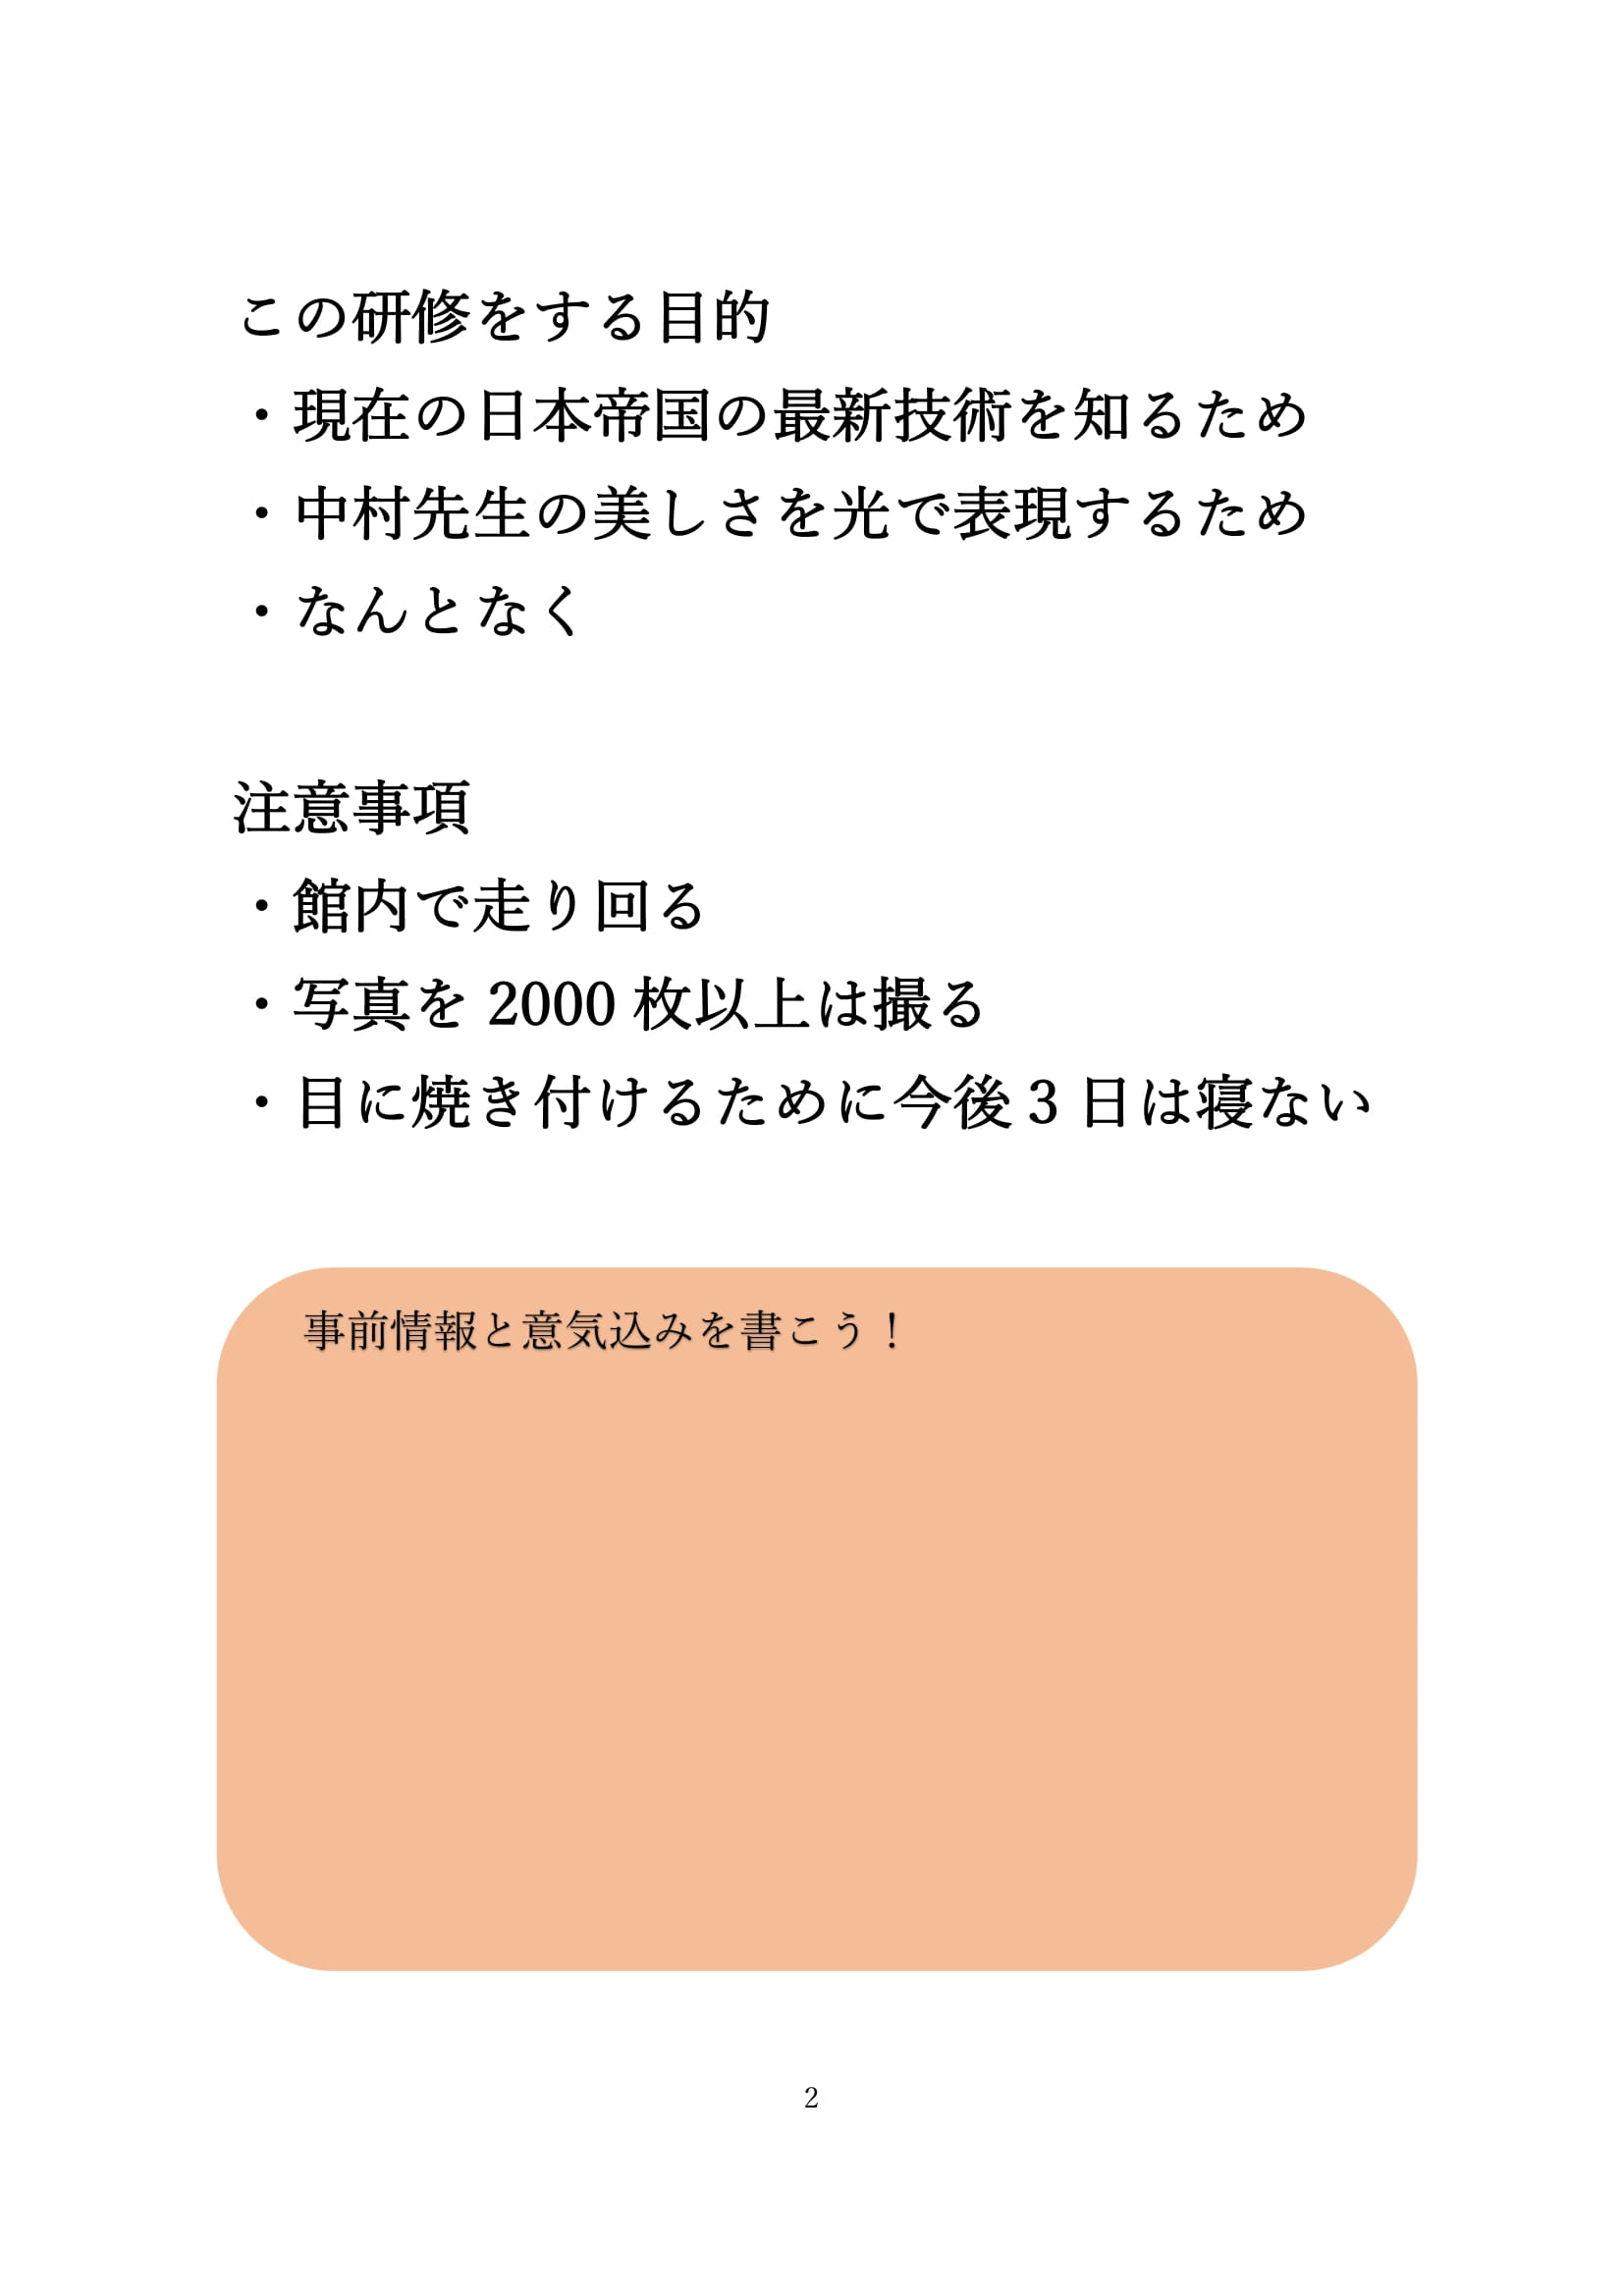 この研修をする目的
・現在の日本帝国の最新技術を知るため
・中村先生の美しさを光で表現するため
・なんとなく
注意事項
・館内で走り回る
・写真を 2000 枚以上は撮る
・目に焼き付けるために今後 3 日は寝ない
事前情報と意気込みを書こう！
2